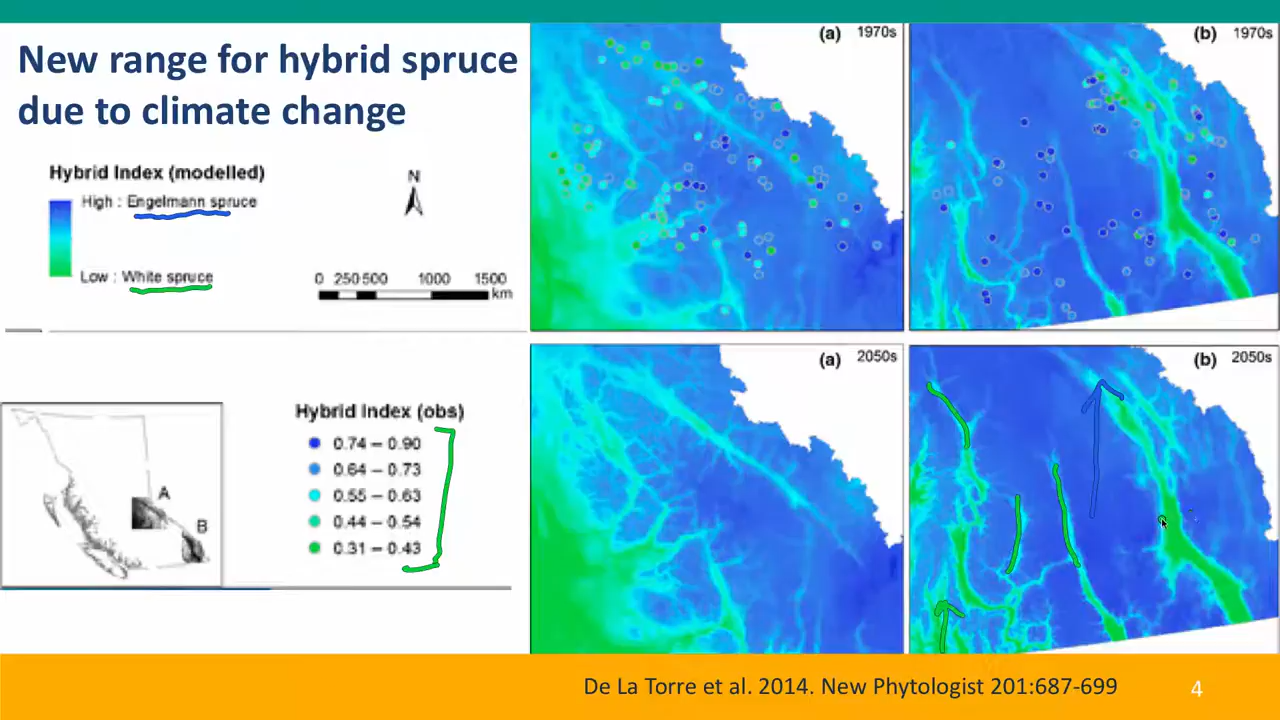 New range for hybrid spruce
due to climate change
Hybrid Index (modelled)
High : Engelmann spruce
Low : White spruce
N
0 250 500 1000 1500
km
(a) 1970s
(b) 1970s
A
B
Hybrid Index (obs)
0.74 – 0.90
0.64 – 0.73
0.55 – 0.63
0.44 – 0.54
0.31 – 0.43
(a) 2050s
(b) 2050s
De La Torre et al. 2014. New Phytologist 201:687-699
4